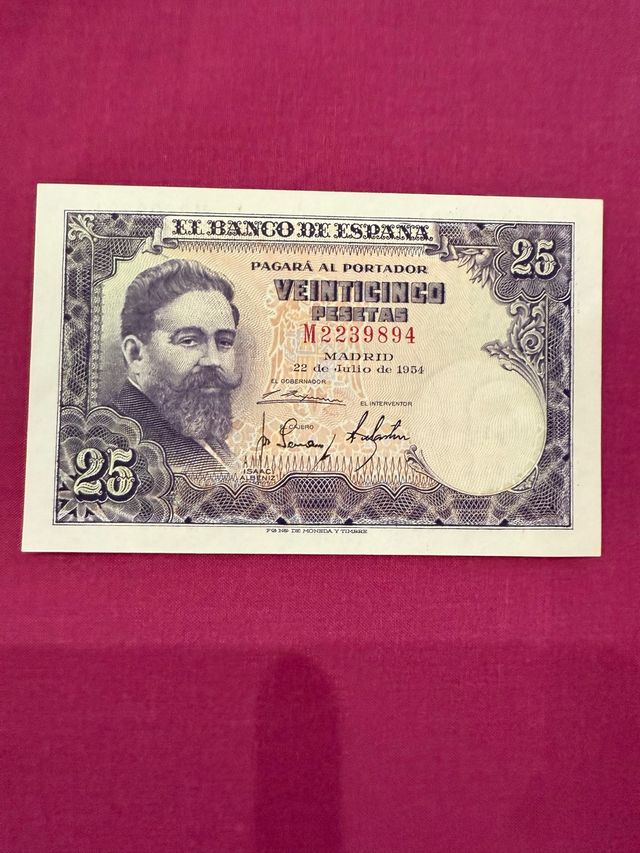 EL BANCO DE ESPAÑA
25
PAGARÁ AL PORTADOR
VEINTICINCO
PESETAS
M2239894
MADRID
22 de Julio de 1954
EL GOBERNADOR
EL INTERVENTOR
EL CAJERO
25
ISAAC
ALBENIZ
FCA NAL DE MONEDA Y TIMBRE